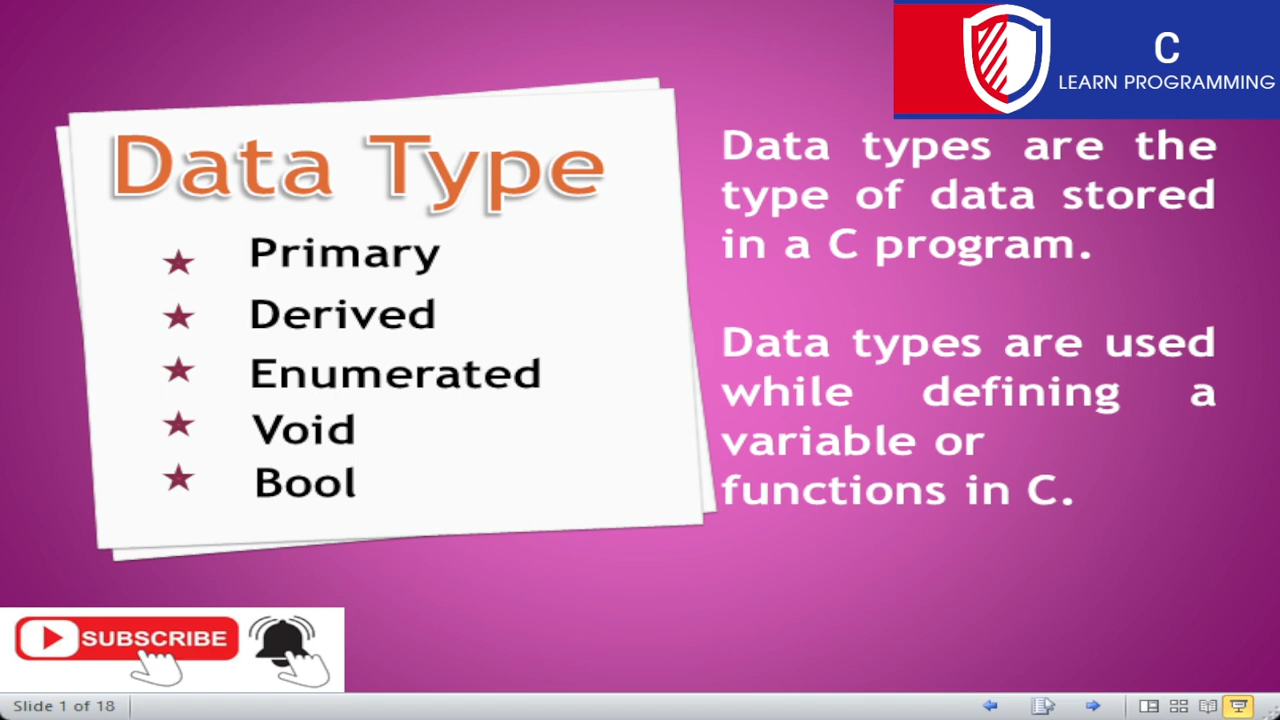 C
LEARN PROGRAMMING
Data Type
Primary
Derived
Enumerated
Void
Bool
Data types are the
type of data stored
in a C program.
Data types are used
while defining a
variable or
functions in C.
SUBSCRIBE
Slide 1 of 18